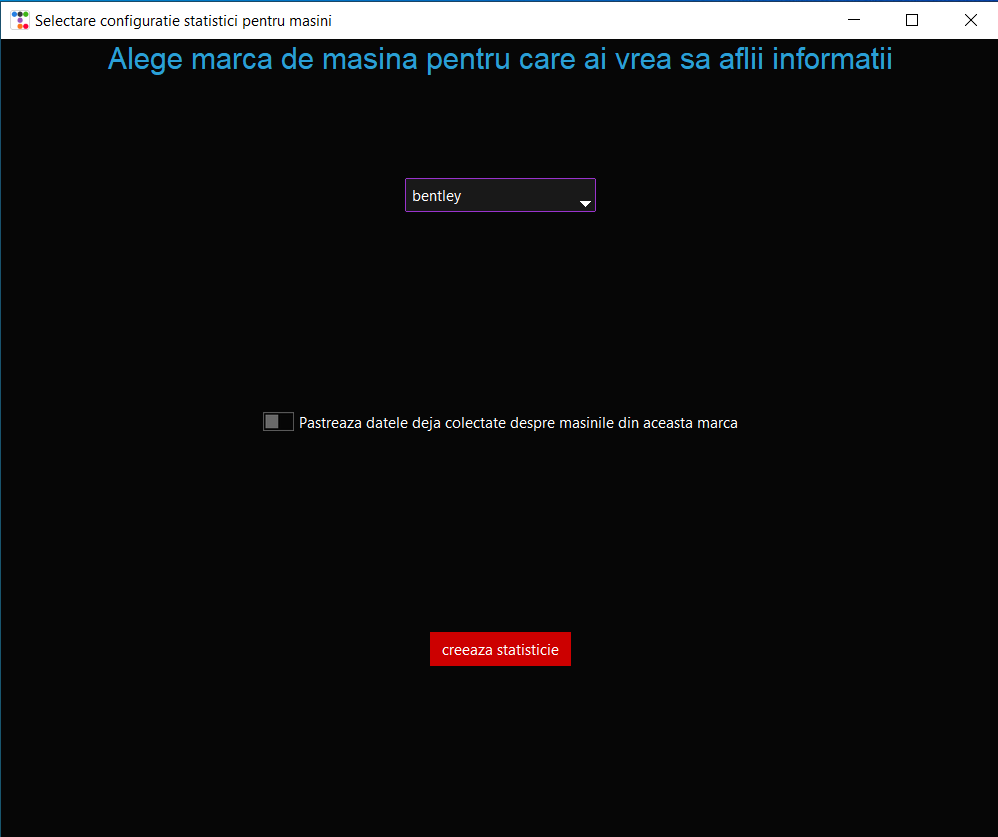 Selectare configuratie statistici pentru masini
Alege marca de masina pentru care ai vrea sa aflii informatii
bentley
Pastreaza datele deja colectate despre masinile din aceasta marca
creeaza statisticie